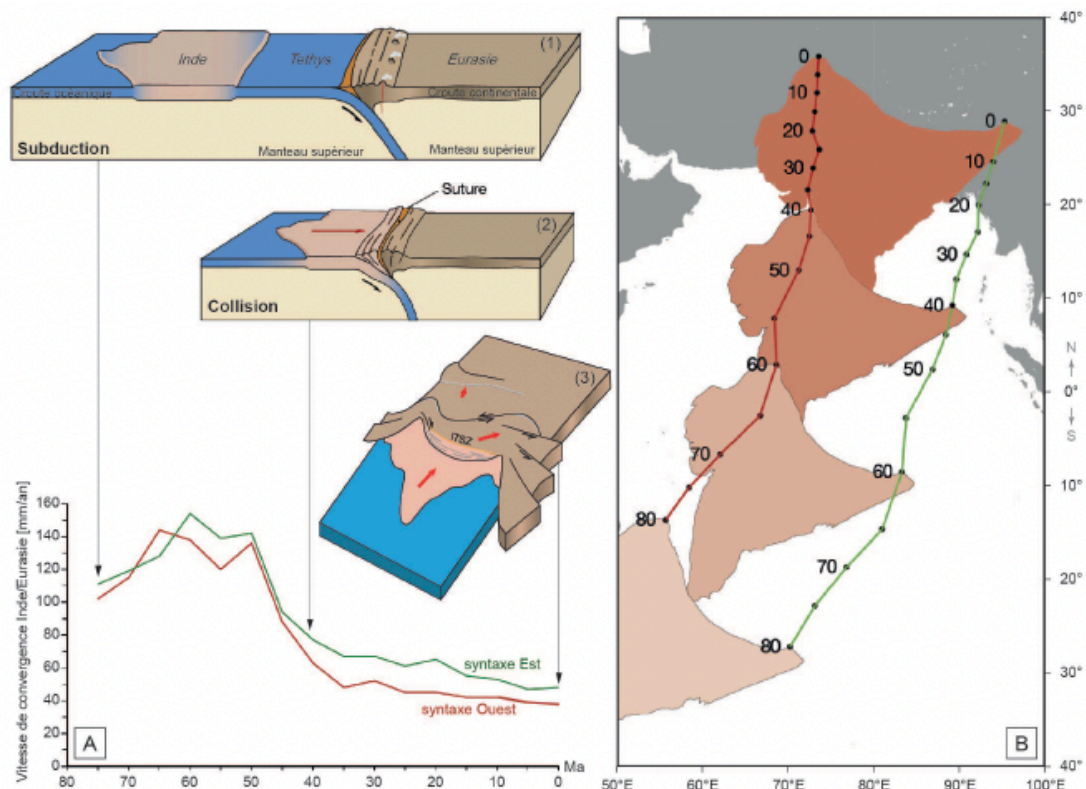 Inde
Tethys
Eurasie
(1)
Croute océanique
Croute continentale
Subduction
Manteau supérieur
Manteau supérieur
Suture
(2)
Collision
(3)
ITSZ
Vitesse de convergence Inde/Eurasie [mm/an]
160
140
120
100
80
60
40
20
0
syntaxe Est
syntaxe Ouest
A
80
70
60
50
40
30
20
10
0
Ma
40°
30°
20°
10°
0°
10°
20°
30°
40°
N
S
0
10
20
30
40
50
60
70
80
0
10
20
30
40
50
60
70
80
B
50°E
60°E
70°E
80°E
90°E
100°E